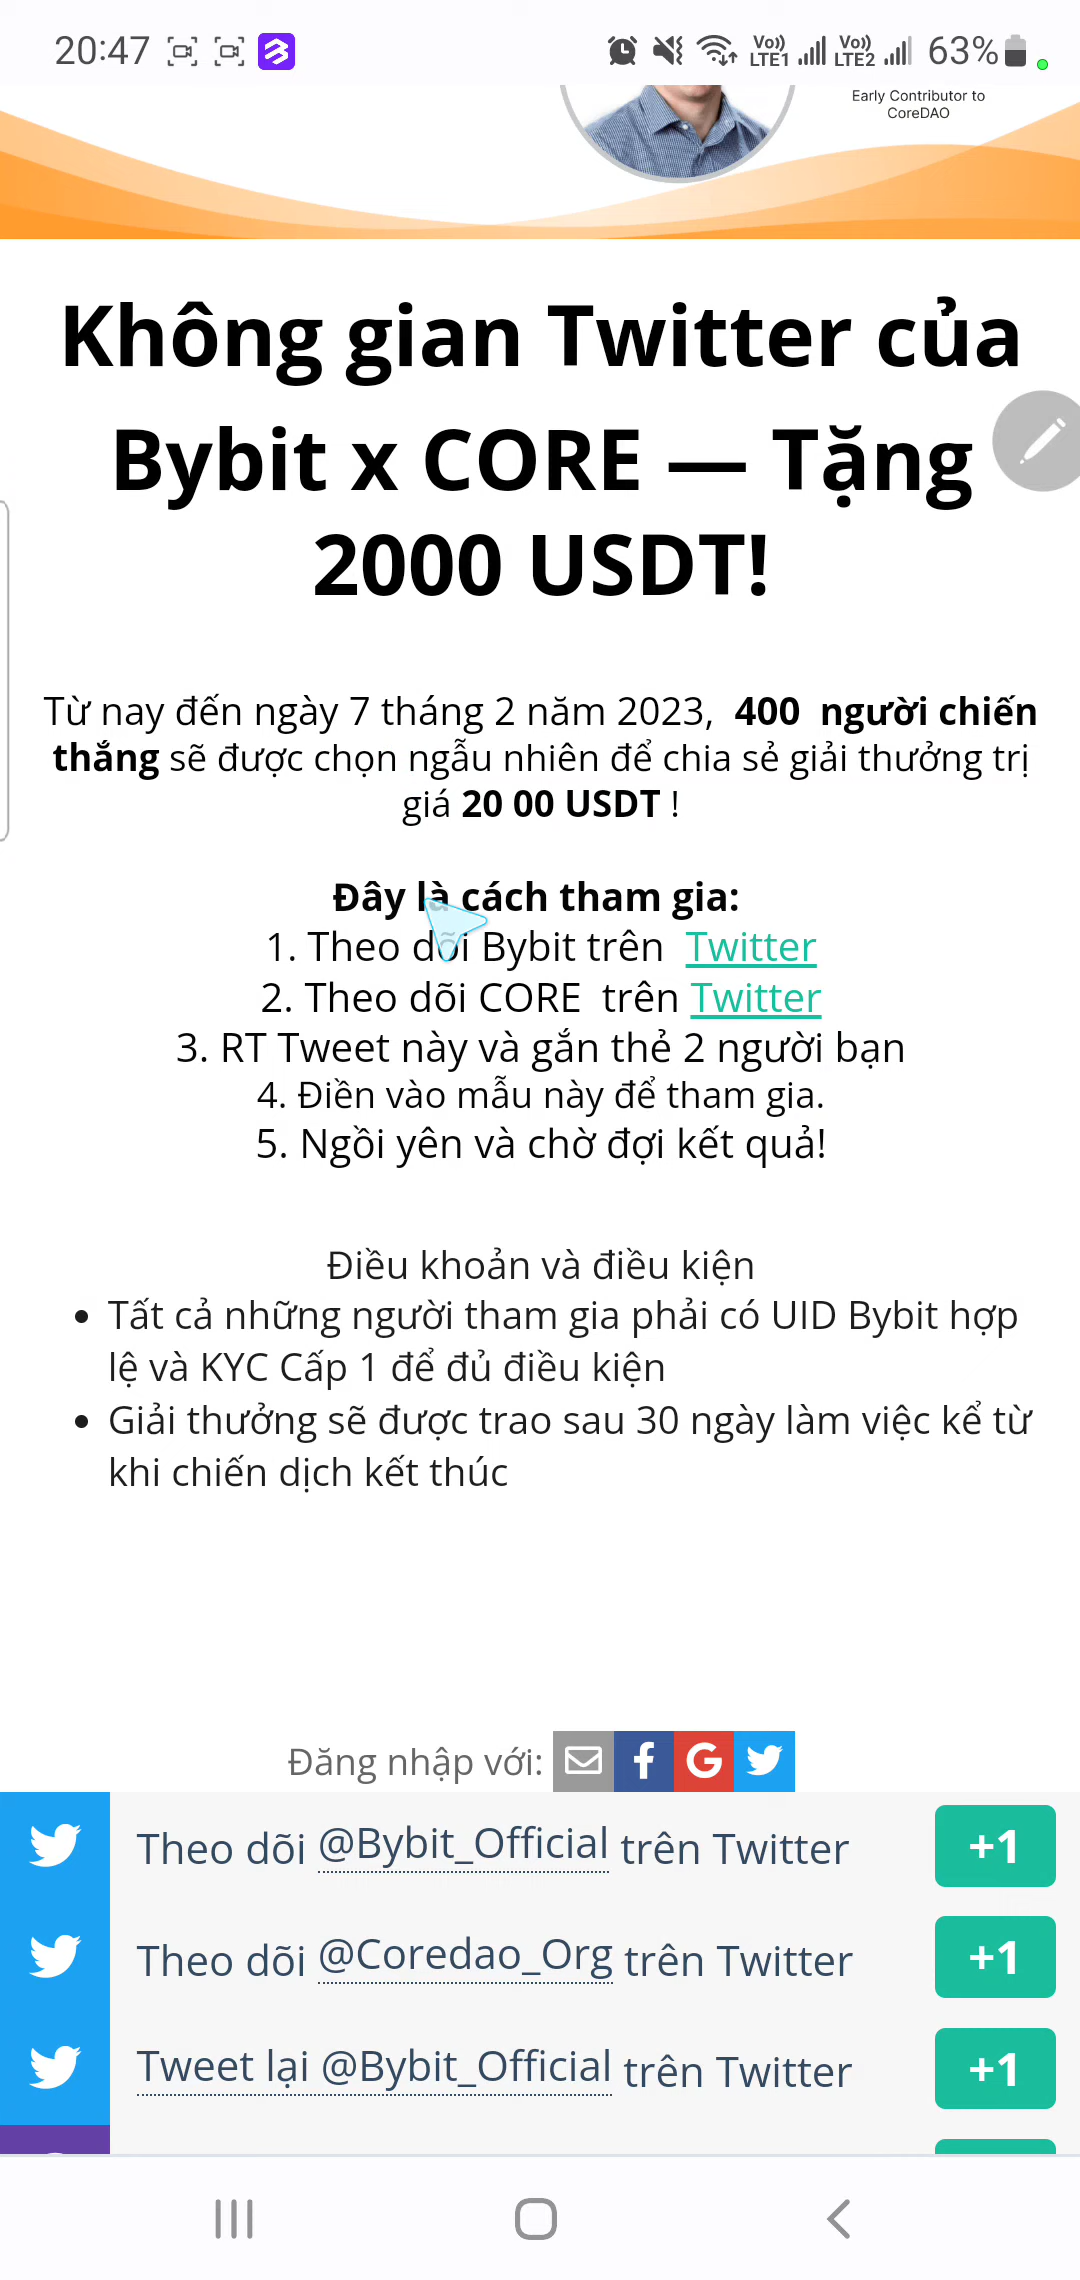 20:47
Vo)) LTE1 Vo)) LTE2 63%
Early Contributor to
CoreDAO
Không gian Twitter của
Bybit x CORE — Tặng
2000 USDT!
Từ nay đến ngày 7 tháng 2 năm 2023, 400 người chiến
thắng sẽ được chọn ngẫu nhiên để chia sẻ giải thưởng trị
giá 20 00 USDT !
Đây là cách tham gia:
1. Theo dõi Bybit trên Twitter
2. Theo dõi CORE trên Twitter
3. RT Tweet này và gắn thẻ 2 người bạn
4. Điền vào mẫu này để tham gia.
5. Ngồi yên và chờ đợi kết quả!
Điều khoản và điều kiện
• Tất cả những người tham gia phải có UID Bybit hợp
lệ và KYC Cấp 1 để đủ điều kiện
• Giải thưởng sẽ được trao sau 30 ngày làm việc kể từ
khi chiến dịch kết thúc
Đăng nhập với:
Theo dõi @Bybit_Official trên Twitter +1
Theo dõi @Coredao_Org trên Twitter +1
Tweet lại @Bybit_Official trên Twitter +1